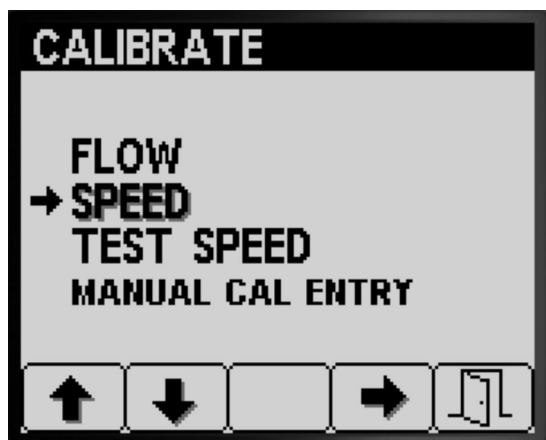 CALIBRATE
FLOW
SPEED
TEST SPEED
MANUAL CAL ENTRY